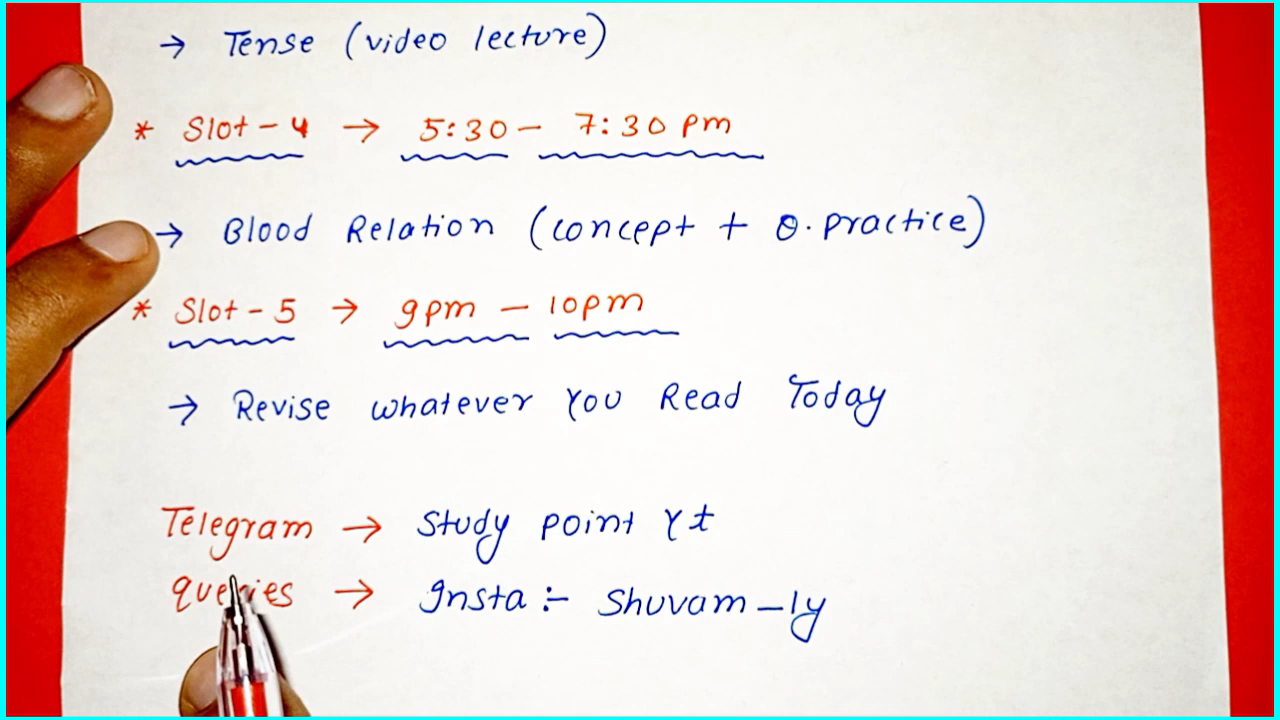 → Tense (video lecture)
* Slot - 4 → 5:30 - 7:30 pm
→ Blood Relation (concept + Q. practice)
* Slot - 5 → 9pm - 10pm
→ Revise whatever You Read Today
Telegram → Study point Yt
queries → Insta :- Shuvam_ly